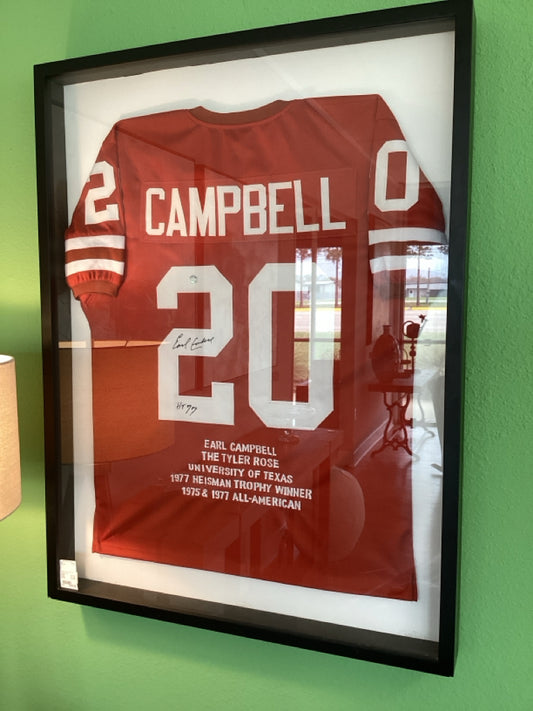 2 0
CAMPBELL
20
Earl Campbell
HT 77
EARL CAMPBELL
THE TYLER ROSE
UNIVERSITY OF TEXAS
1977 HEISMAN TROPHY WINNER
1975 & 1977 ALL-AMERICAN